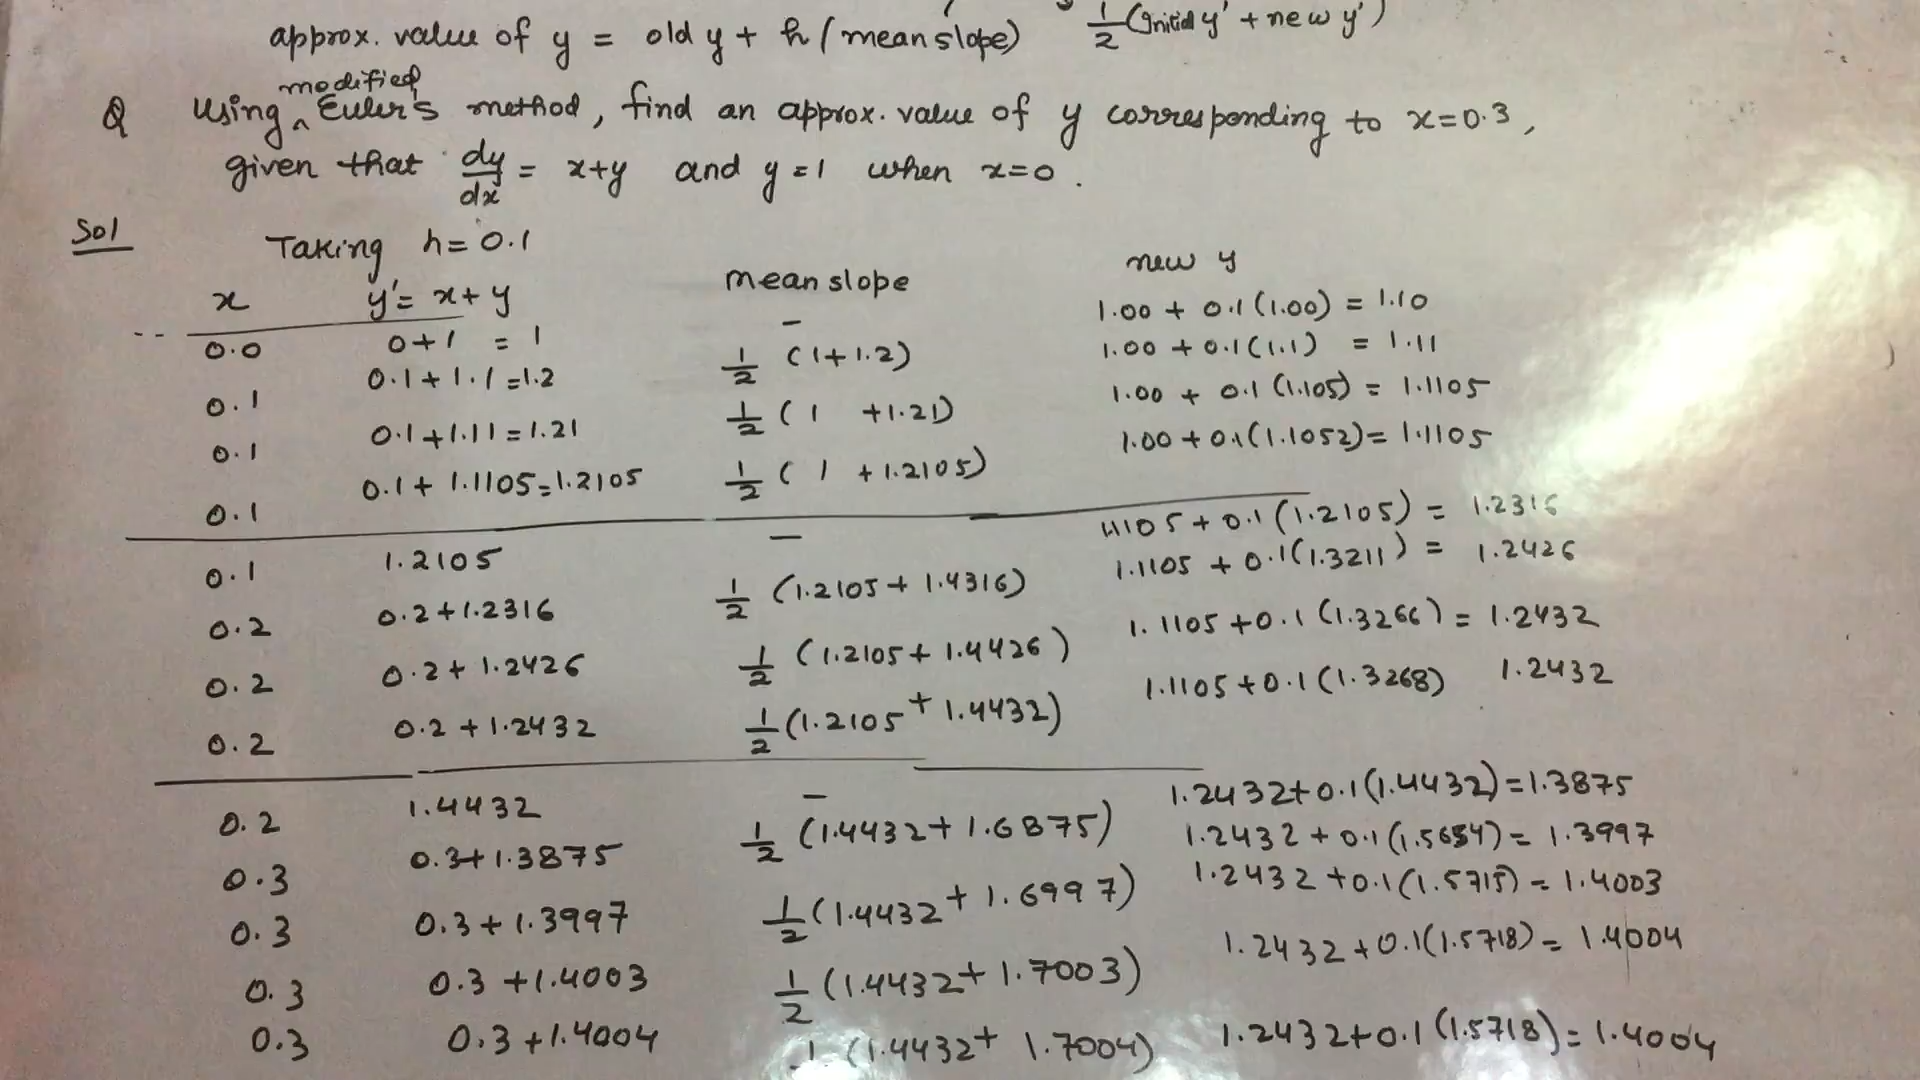 approx. value of y = old y + h (mean slope) 1/2 (Initial y' + new y')
modified
Q Using ^ Euler's method, find an approx. value of y corresponding to x=0.3,
given that dy/dx = x+y and y=1 when x=0.
Sol Taking h=0.1
x y'= x+y mean slope new y
0.0 0+1 = 1 – 1.00 + 0.1(1.00) = 1.10
0.1 0.1+1.1=1.2 1/2 (1+1.2) 1.00 +0.1(1.1) = 1.11
0.1 0.1+1.11=1.21 1/2 (1 +1.21) 1.00 + 0.1(1.105) = 1.1105
0.1 0.1+ 1.1105=1.2105 1/2 (1 +1.2105) 1.00+0.1(1.1052)=1.1105
0.1 1.2105 – 1.1105+0.1(1.2105) = 1.2316
0.2 0.2+1.2316 1/2 (1.2105+1.4316) 1.1105 + 0.1(1.3211) = 1.2426
0.2 0.2+ 1.2426 1/2 (1.2105+1.4426) 1.1105+0.1(1.3266) = 1.2432
0.2 0.2 +1.2432 1/2 (1.2105+1.4432) 1.1105+0.1(1.3268) 1.2432
0.2 1.4432 – 1.2432+0.1(1.4432)=1.3875
0.3 0.3+1.3875 1/2 (1.4432+1.6875) 1.2432 +0.1(1.5654)= 1.3997
0.3 0.3+1.3997 1/2 (1.4432+1.6997) 1.2432 +0.1(1.5715) = 1.4003
0.3 0.3 +1.4003 1/2 (1.4432+1.7003) 1.2432+0.1(1.5718)= 1.4004
0.3 0.3+1.4004 1 (1.4432+ 1.7004) 1.2432+0.1(1.5718)=1.4004